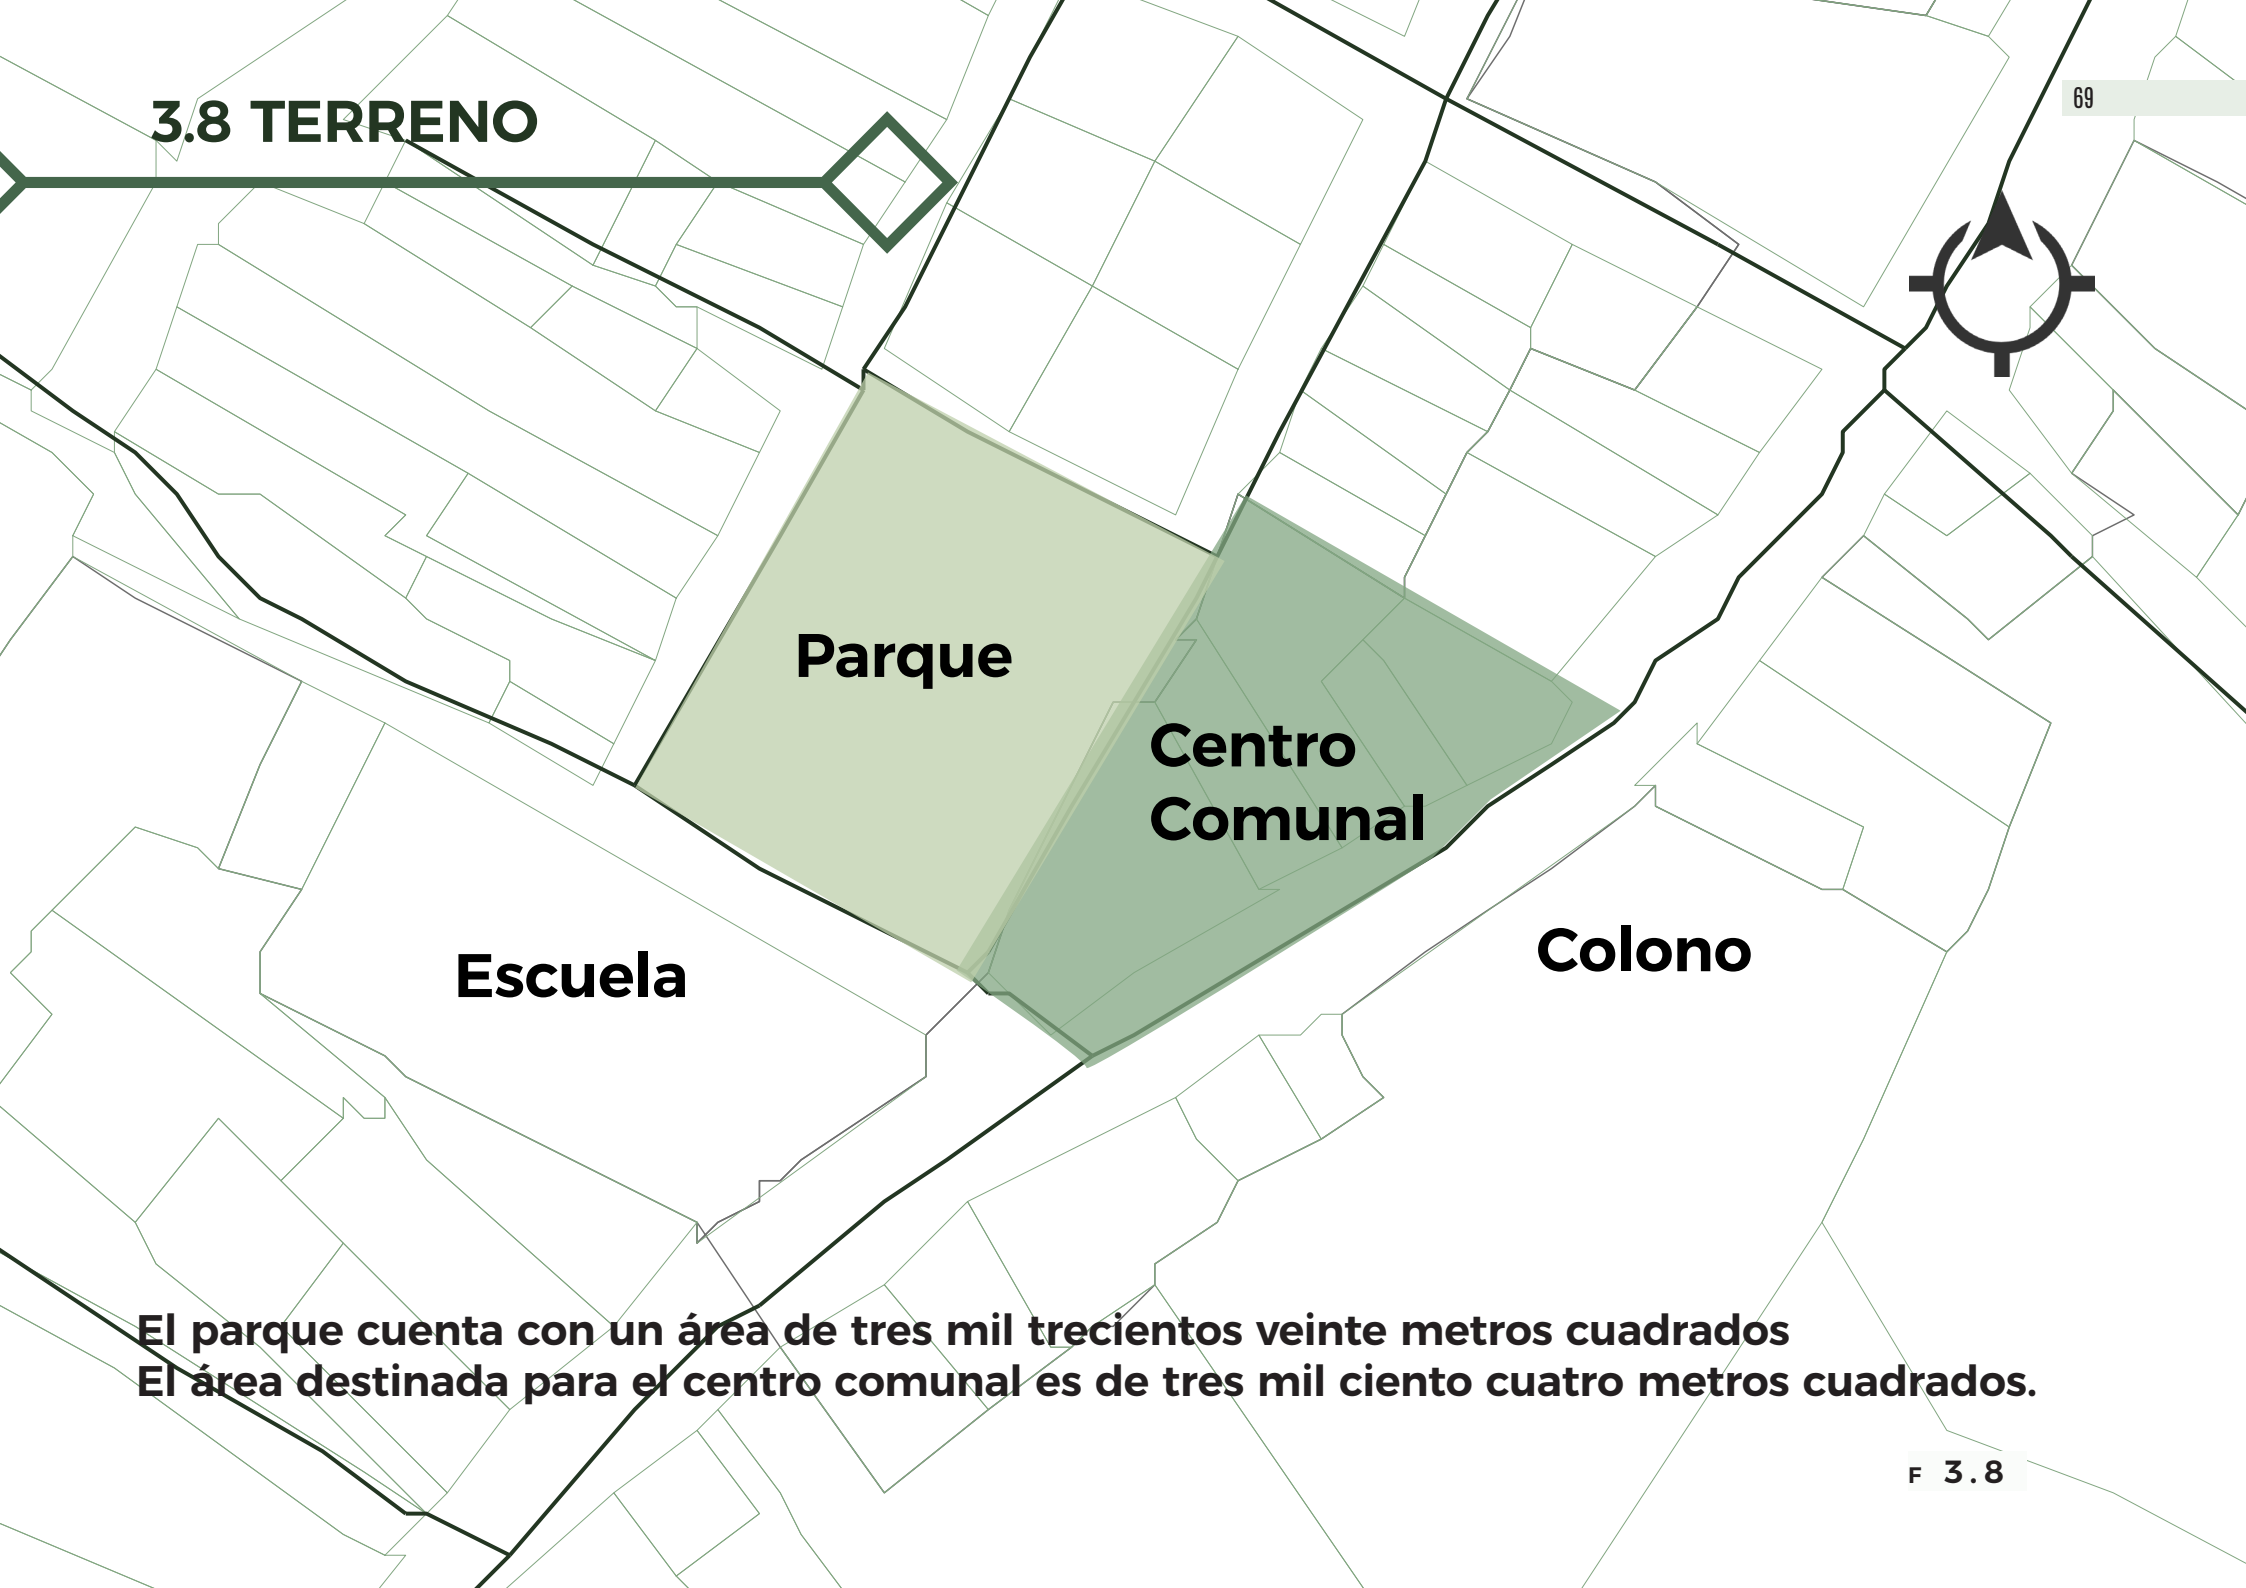 3.8 TERRENO
69
Parque
Centro
Comunal
Escuela
Colono
El parque cuenta con un área de tres mil trecientos veinte metros cuadrados
El área destinada para el centro comunal es de tres mil ciento cuatro metros cuadrados.
F 3.8